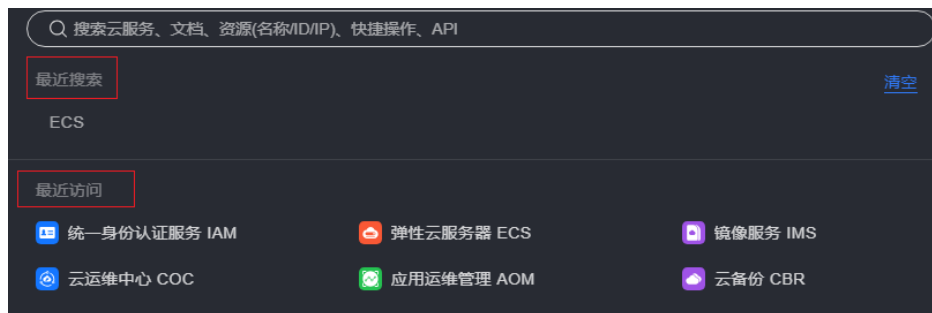 搜索云服务、文档、资源(名称/ID/IP)、快捷操作、API
最近搜索 清空
ECS
最近访问
统一身份认证服务 IAM 弹性云服务器 ECS 镜像服务 IMS
云运维中心 COC 应用运维管理 AOM 云备份 CBR